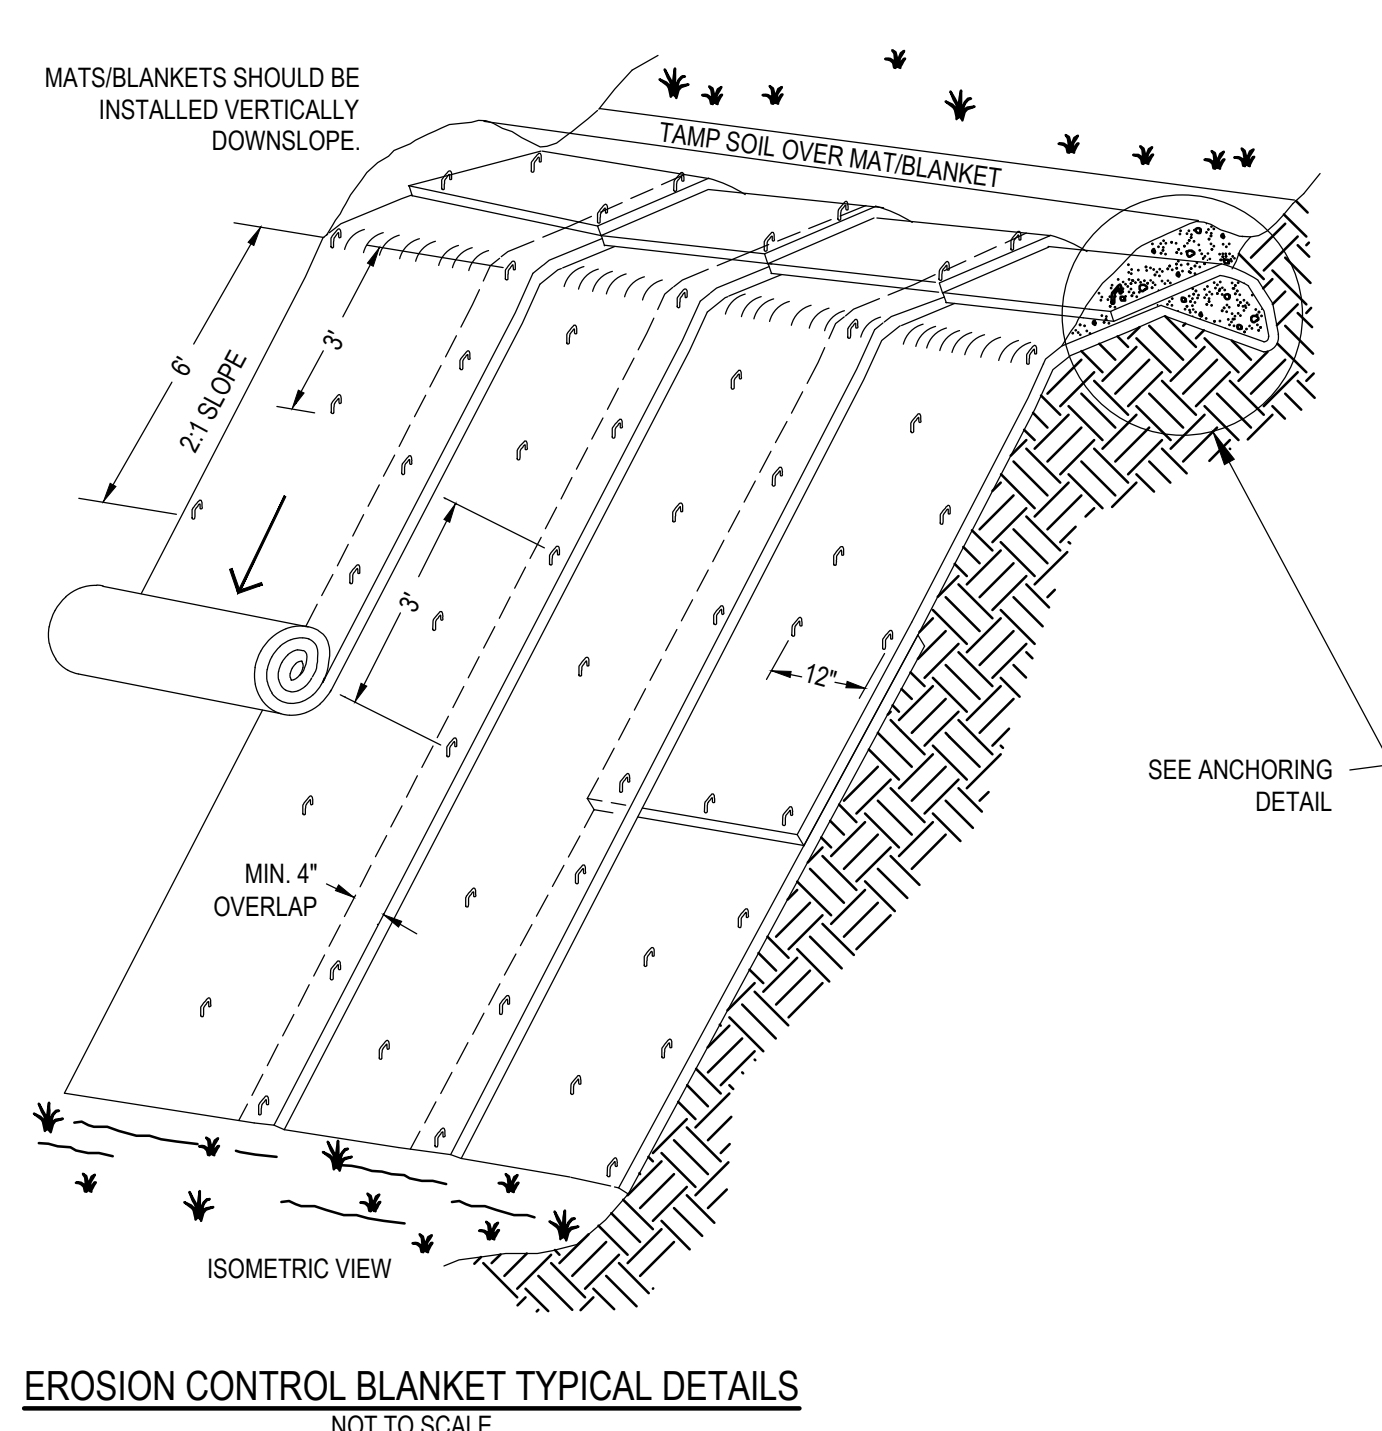 MATS/BLANKETS SHOULD BE
INSTALLED VERTICALLY
DOWNSLOPE.
TAMP SOIL OVER MAT/BLANKET
6'
2:1 SLOPE
3'
3'
12"
SEE ANCHORING
DETAIL
MIN. 4"
OVERLAP
ISOMETRIC VIEW
EROSION CONTROL BLANKET TYPICAL DETAILS
NOT TO SCALE